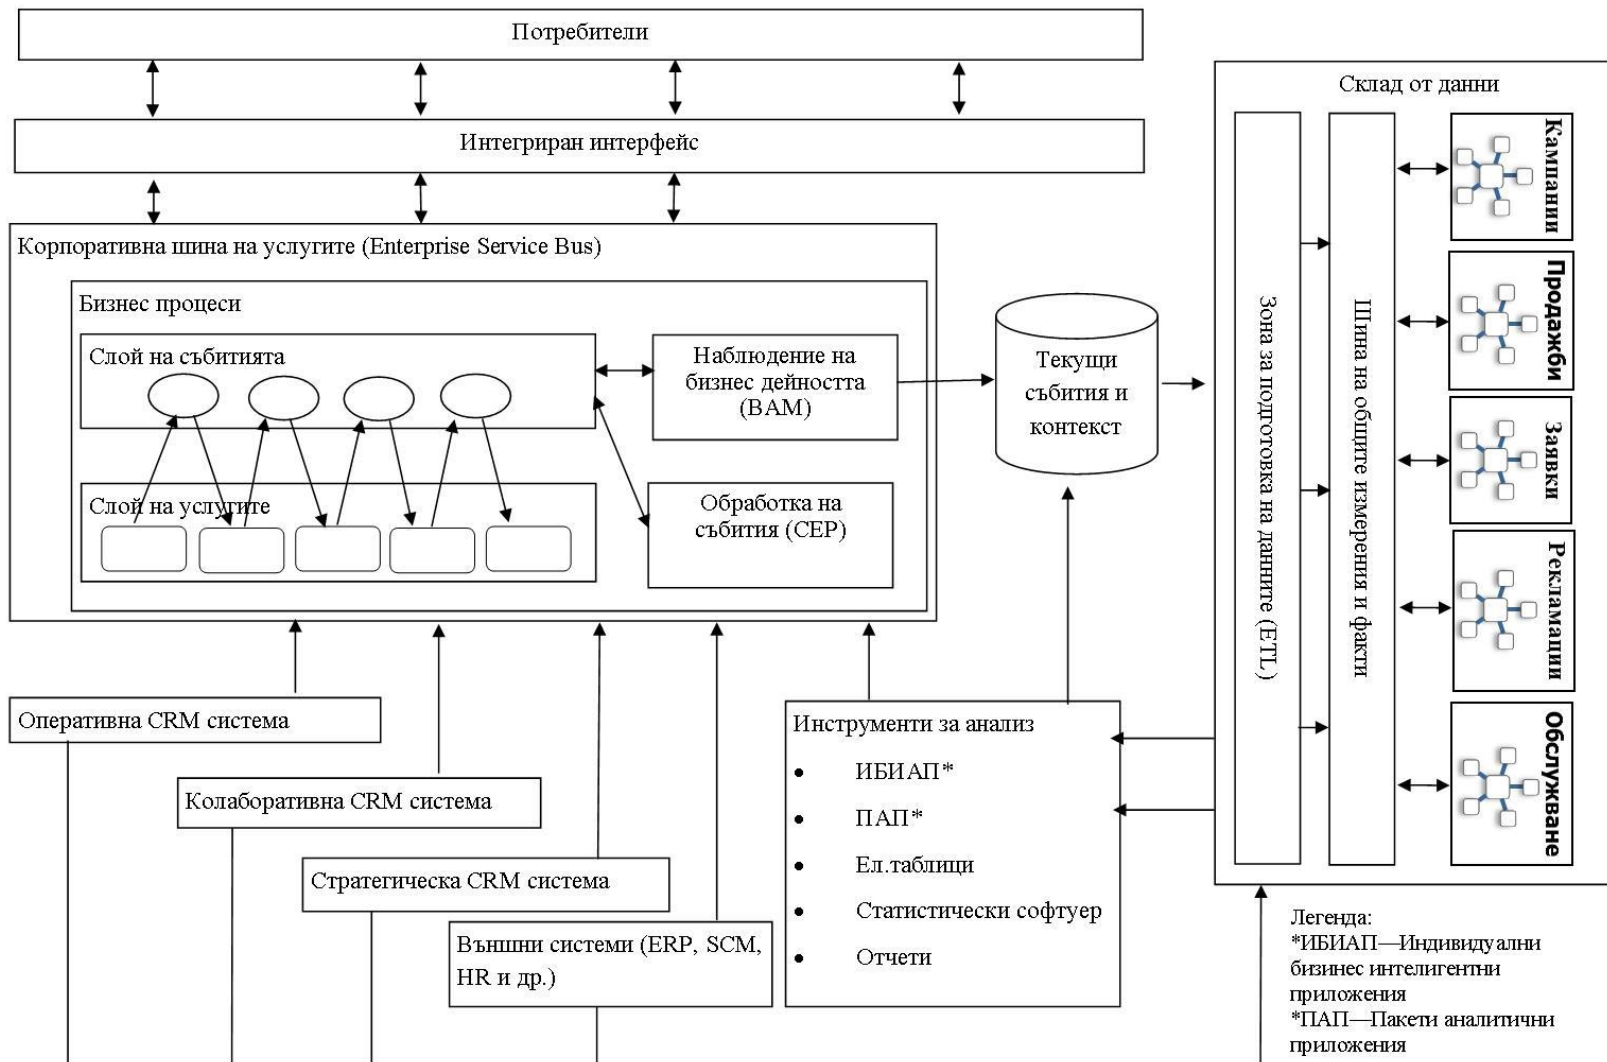 Потребители
Интегриран интерфейс
Корпоративна шина на услугите (Enterprise Service Bus)
Бизнес процеси
Слой на събитията
Наблюдение на
бизнес дейността
(BAM)
Слой на услугите
Обработка на
събития (CEP)
Текущи
събития и
контекст
Склад от данни
Зона за подготовка на данните (ETL)
Шина на общите измерения и факти
Кампании
Продажби
Заявки
Рекламации
Обслужване
Оперативна CRM система
Колаборативна CRM система
Стратегическа CRM система
Външни системи (ERP, SCM,
HR и др.)
Инструменти за анализ
• ИБИАП*
• ПАП*
• Ел.таблици
• Статистически софтуер
• Отчети
Легенда:
*ИБИАП—Индивидуални
бизинес интелигентни
приложения
*ПАП—Пакети аналитични
приложения